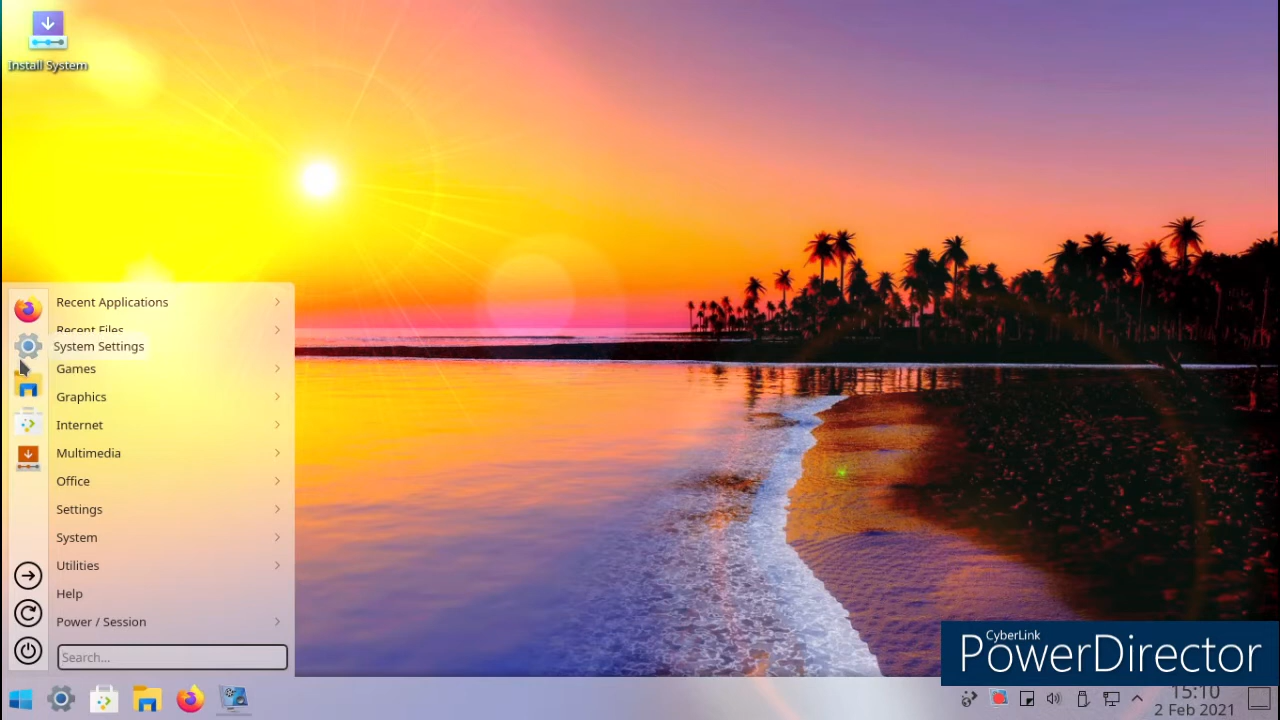 Install System
Recent Applications
Recent Files
System Settings
Games
Graphics
Internet
Multimedia
Office
Settings
System
Utilities
Help
Power / Session
Search...
CyberLink
PowerDirector
15:10
2 Feb 2021